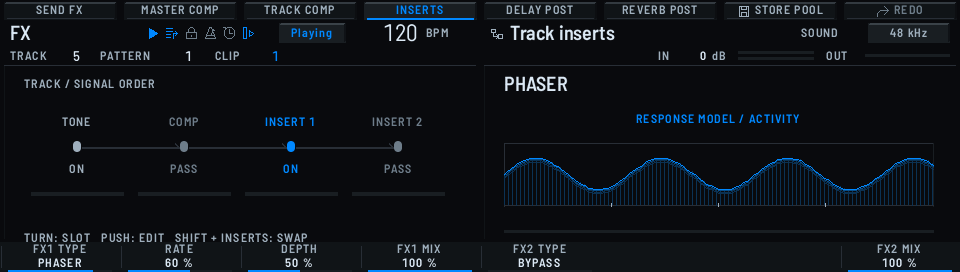 SEND FX MASTER COMP TRACK COMP INSERTS DELAY POST REVERB POST STORE POOL REDO
FX Playing 120 BPM Track inserts SOUND 48 kHz
TRACK 5 PATTERN 1 CLIP 1 IN 0 dB OUT
TRACK / SIGNAL ORDER
PHASER
TONE COMP INSERT 1 INSERT 2
RESPONSE MODEL / ACTIVITY
ON PASS ON PASS
TURN: SLOT PUSH: EDIT SHIFT + INSERTS: SWAP
FX1 TYPE RATE DEPTH FX1 MIX FX2 TYPE FX2 MIX
PHASER 60 % 50 % 100 % BYPASS 100 %